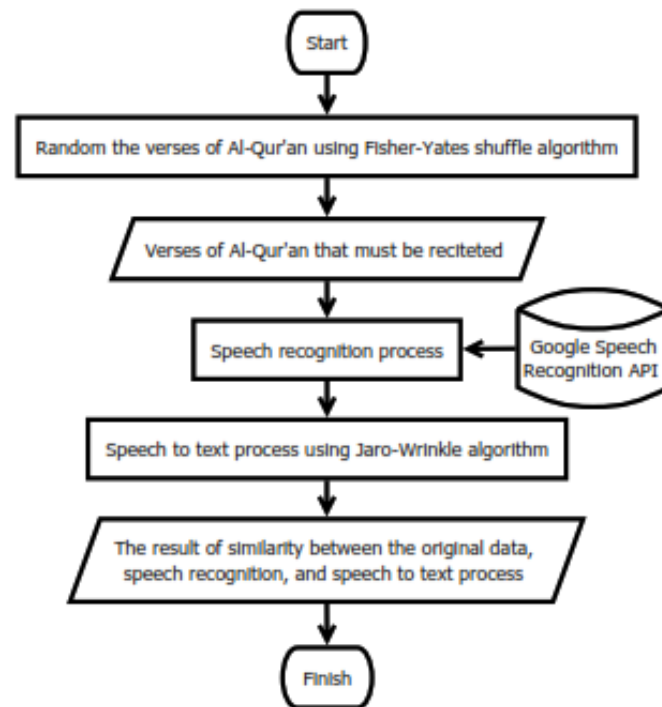 Start
Random the verses of Al-Qur'an using Fisher-Yates shuffle algorithm
Verses of Al-Qur'an that must be reciteted
Speech recognition process
Google Speech
Recognition API
Speech to text process using Jaro-Wrinkle algorithm
The result of similarity between the original data,
speech recognition, and speech to text process
Finish